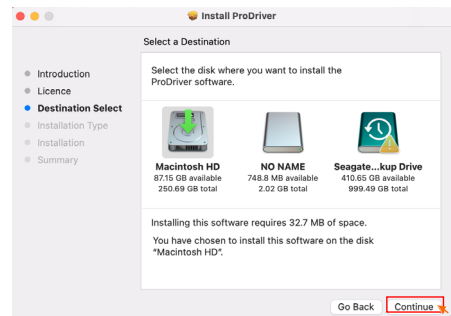 Install ProDriver
Select a Destination
Introduction
Licence
Destination Select
Installation Type
Installation
Summary
Select the disk where you want to install the
ProDriver software.
Macintosh HD
87.15 GB available
250.69 GB total
NO NAME
748.8 MB available
2.02 GB total
Seagate...kup Drive
410.65 GB available
999.49 GB total
Installing this software requires 32.7 MB of space.
You have chosen to install this software on the disk
“Macintosh HD”.
Go Back
Continue